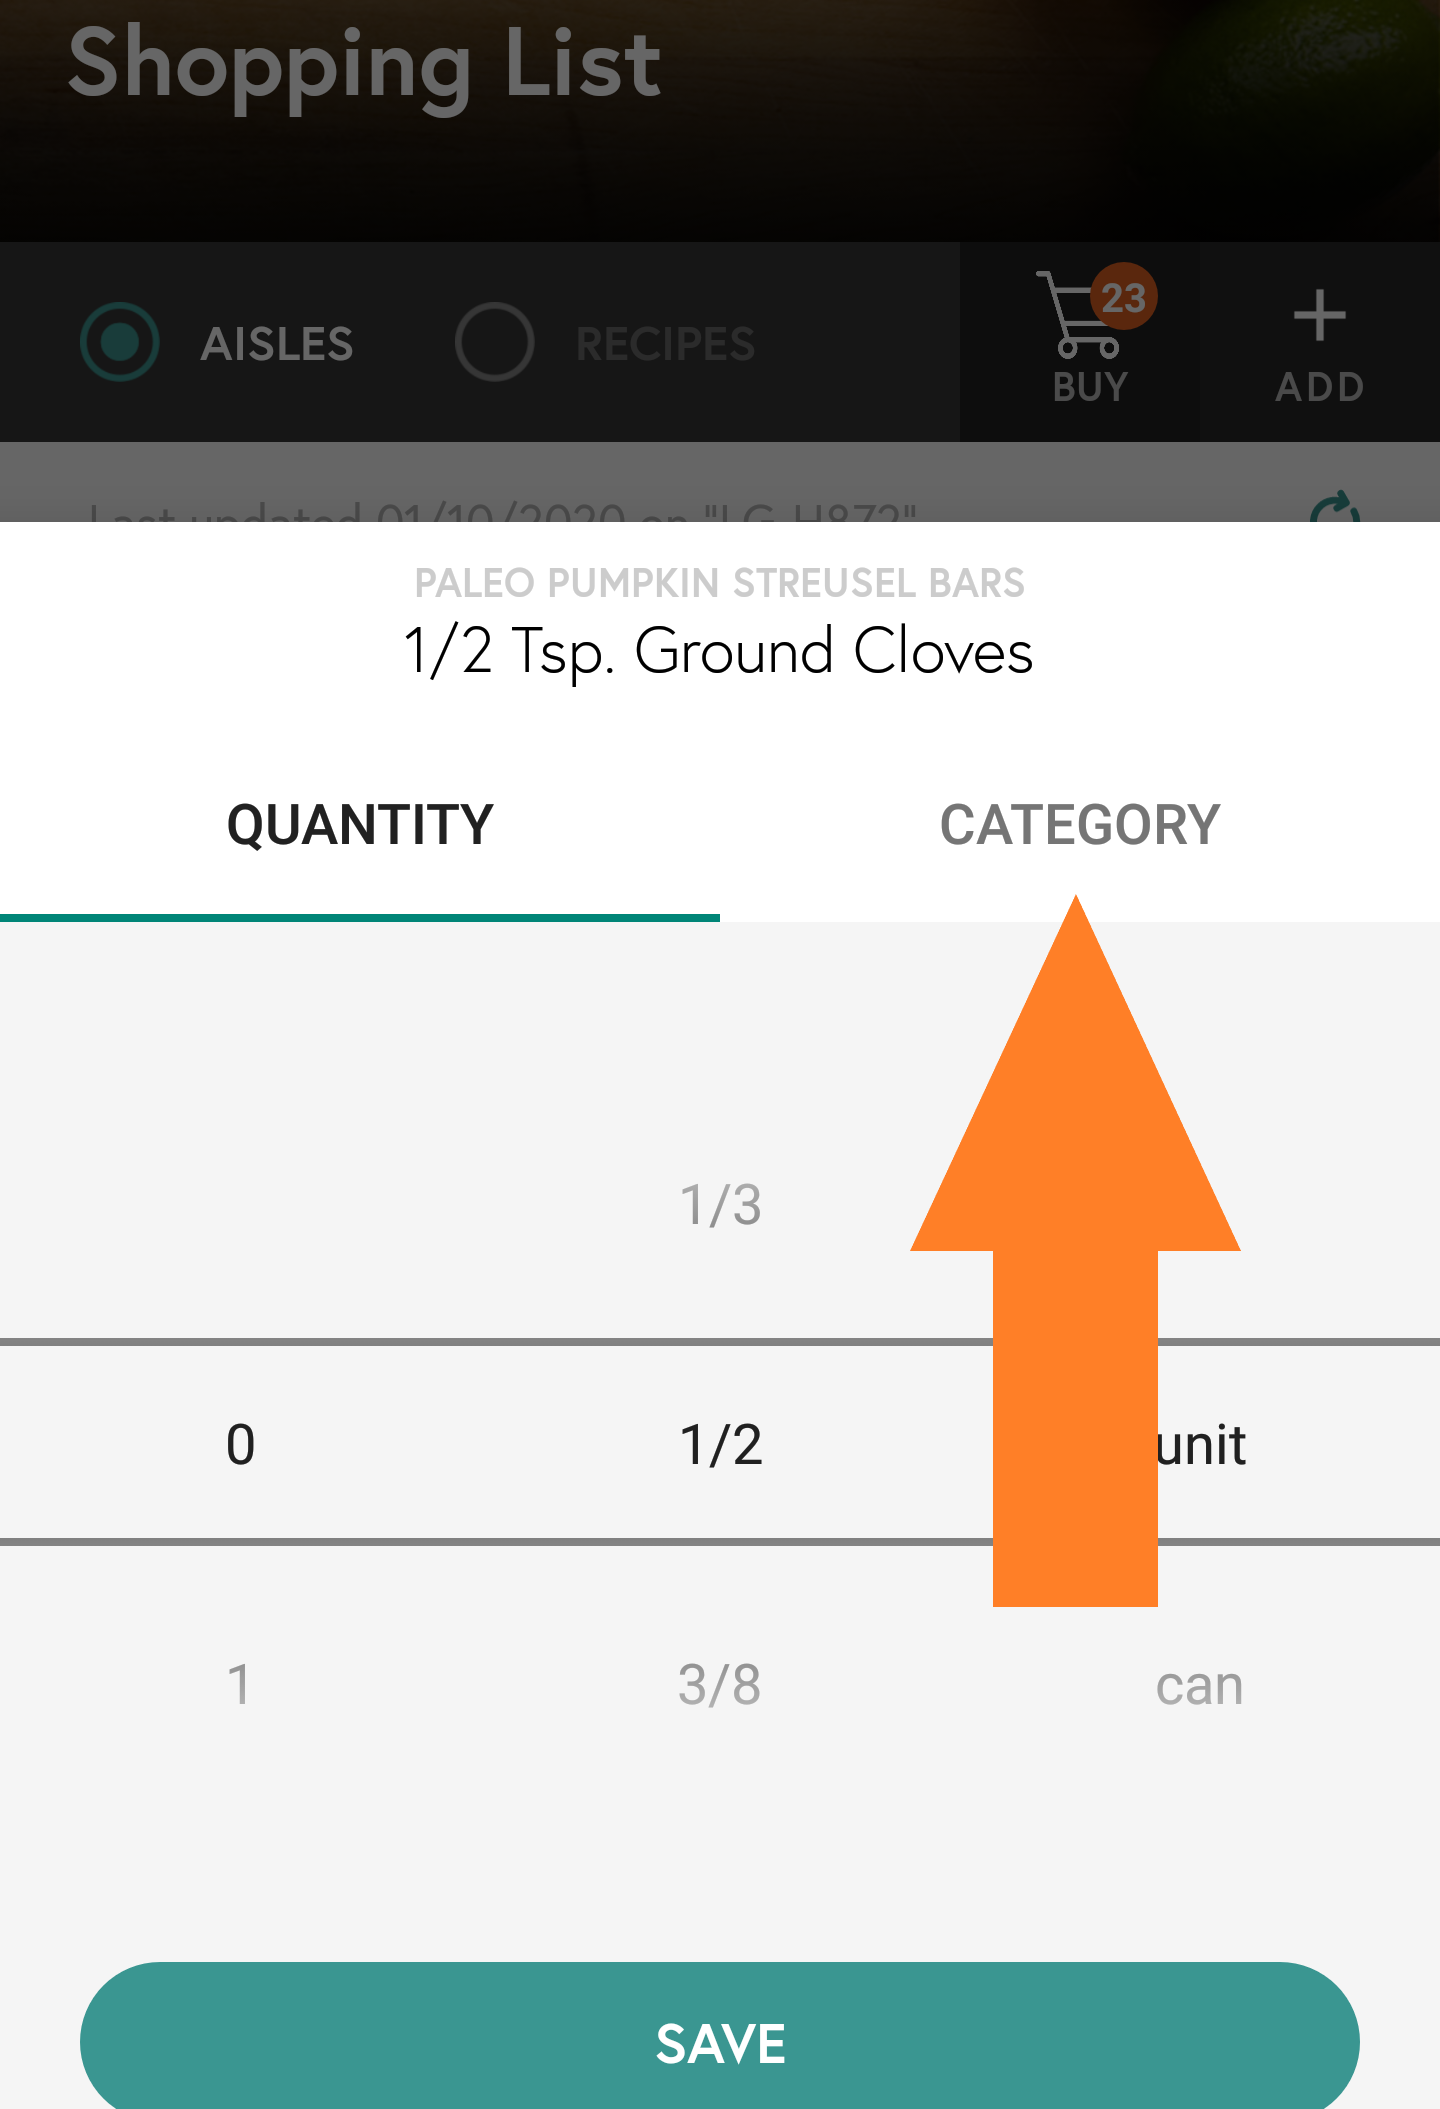 Shopping List
AISLES
RECIPES
23
BUY
ADD
Last updated 01/10/2020 on "LG-H872"
PALEO PUMPKIN STREUSEL BARS
1/2 Tsp. Ground Cloves
QUANTITY
CATEGORY
1/3
0
1/2
unit
1
3/8
can
SAVE